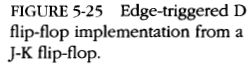 FIGURE 5-25 Edge-triggered D
flip-flop implementation from a
J-K flip-flop.